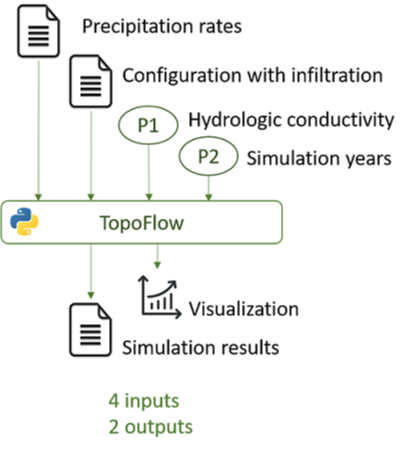 Precipitation rates
Configuration with infiltration
P1
Hydrologic conductivity
P2
Simulation years
TopoFlow
Visualization
Simulation results
4 inputs
2 outputs